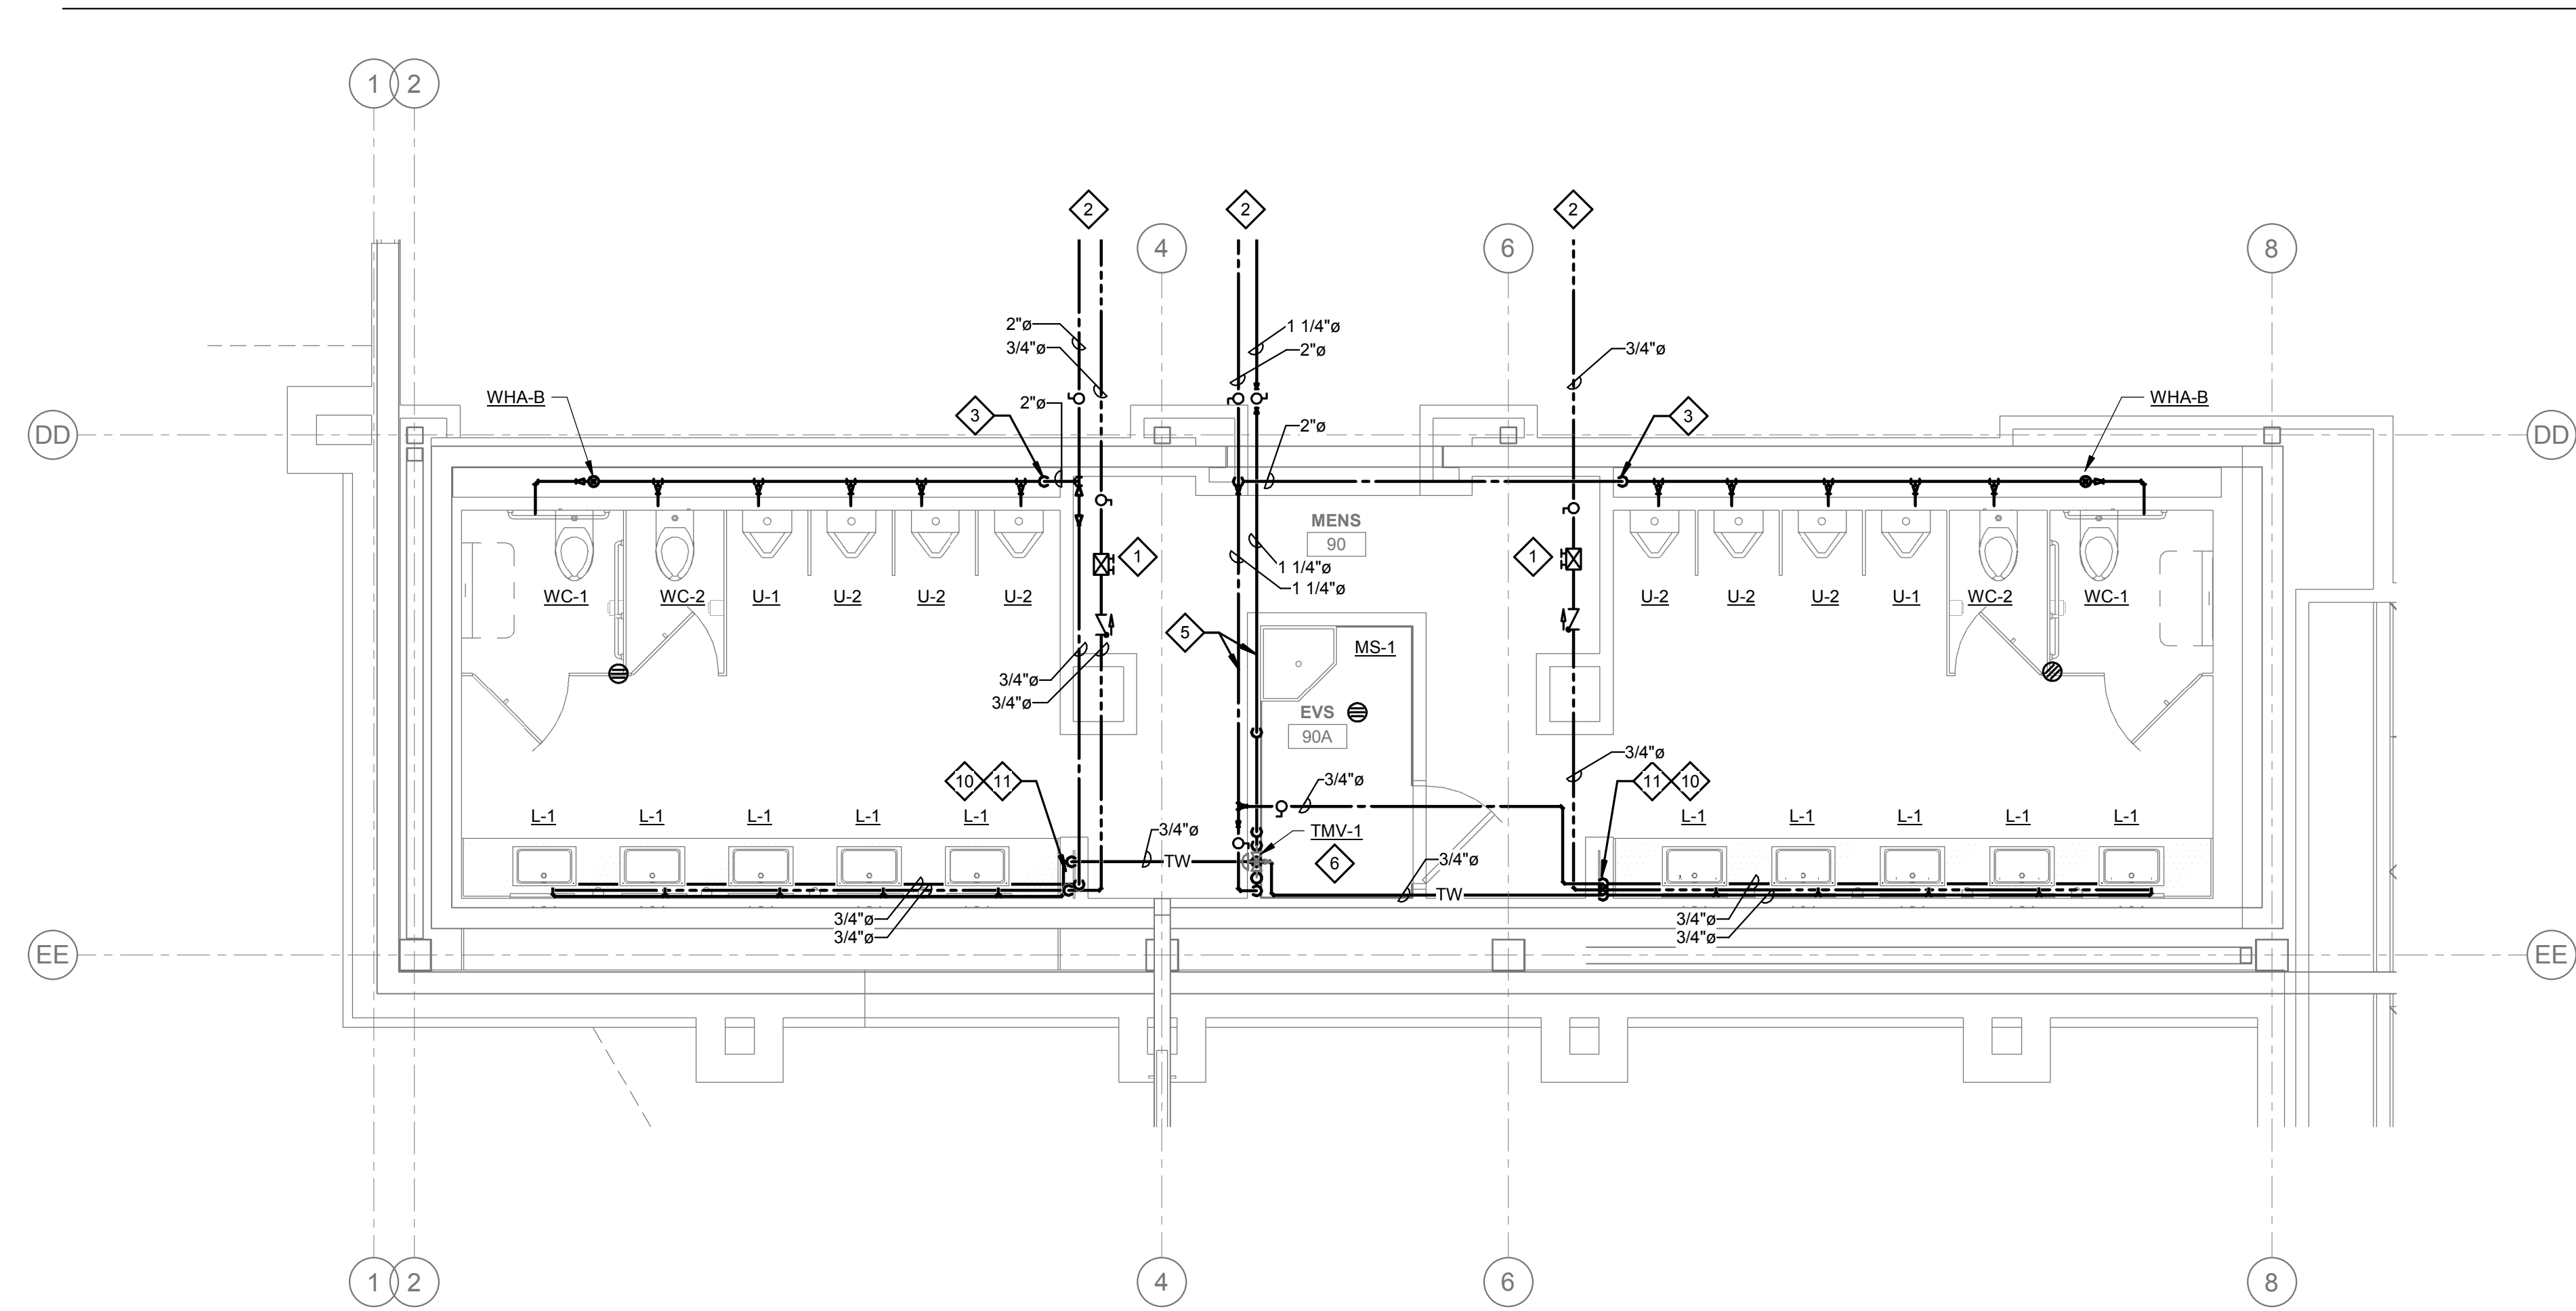 1 2
2 2 2
4 6 8
2"ø 1 1/4"ø
3/4"ø 2"ø 3/4"ø
WHA-B 2"ø WHA-B
3 2"ø 3
DD DD
MENS
90
1 1
1 1/4"ø
1 1/4"ø
WC-1 WC-2 U-1 U-2 U-2 U-2 U-2 U-2 U-2 U-1 WC-2 WC-1
5 MS-1
3/4"ø
3/4"ø
EVS
90A
3/4"ø
10 11 3/4"ø 11 10
L-1 L-1 L-1 L-1 L-1 L-1 L-1 L-1 L-1 L-1
3/4"ø TMV-1
TW 6 3/4"ø
TW
3/4"ø 3/4"ø
3/4"ø 3/4"ø
EE EE
1 2 4 6 8